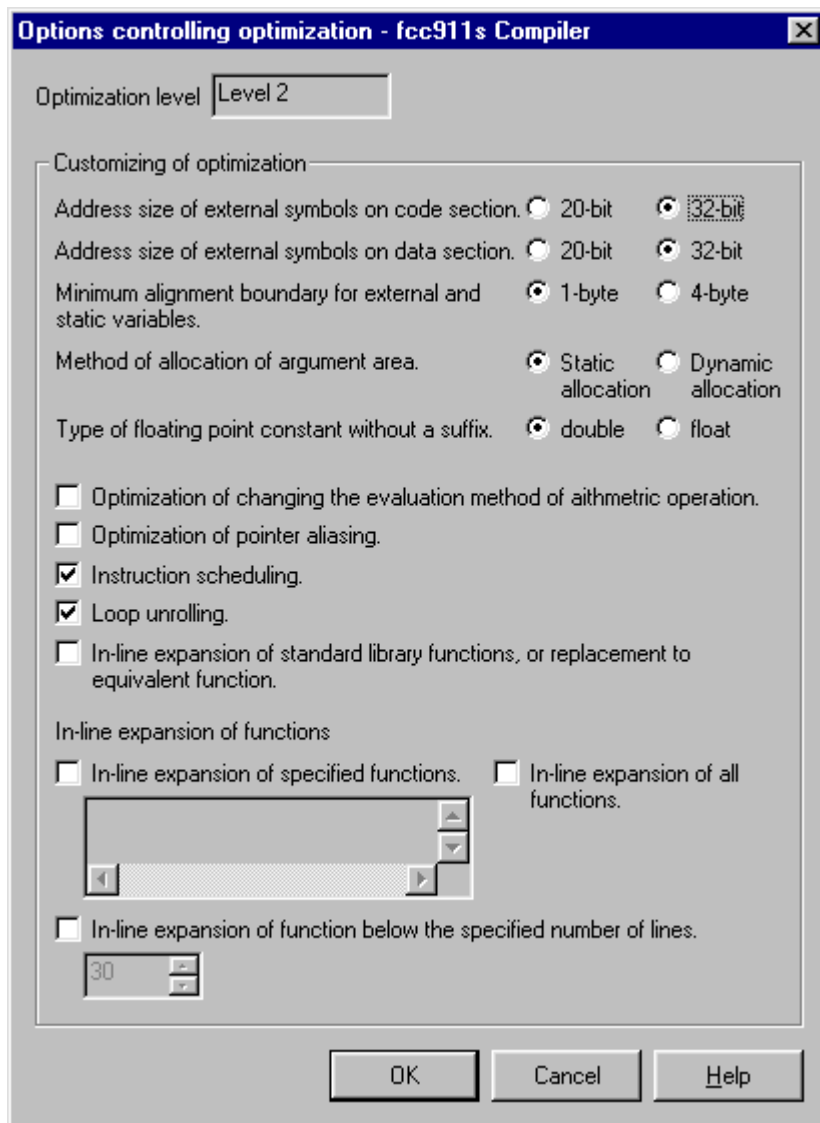 Options controlling optimization - fcc911s Compiler
Optimization level Level 2
Customizing of optimization
Address size of external symbols on code section. 20-bit 32-bit
Address size of external symbols on data section. 20-bit 32-bit
Minimum alignment boundary for external and 1-byte 4-byte
static variables.
Method of allocation of argument area. Static Dynamic
allocation allocation
Type of floating point constant without a suffix. double float
Optimization of changing the evaluation method of aithmetric operation.
Optimization of pointer aliasing.
Instruction scheduling.
Loop unrolling.
In-line expansion of standard library functions, or replacement to
equivalent function.
In-line expansion of functions
In-line expansion of specified functions. In-line expansion of all
functions.
In-line expansion of function below the specified number of lines.
30
OK Cancel Help